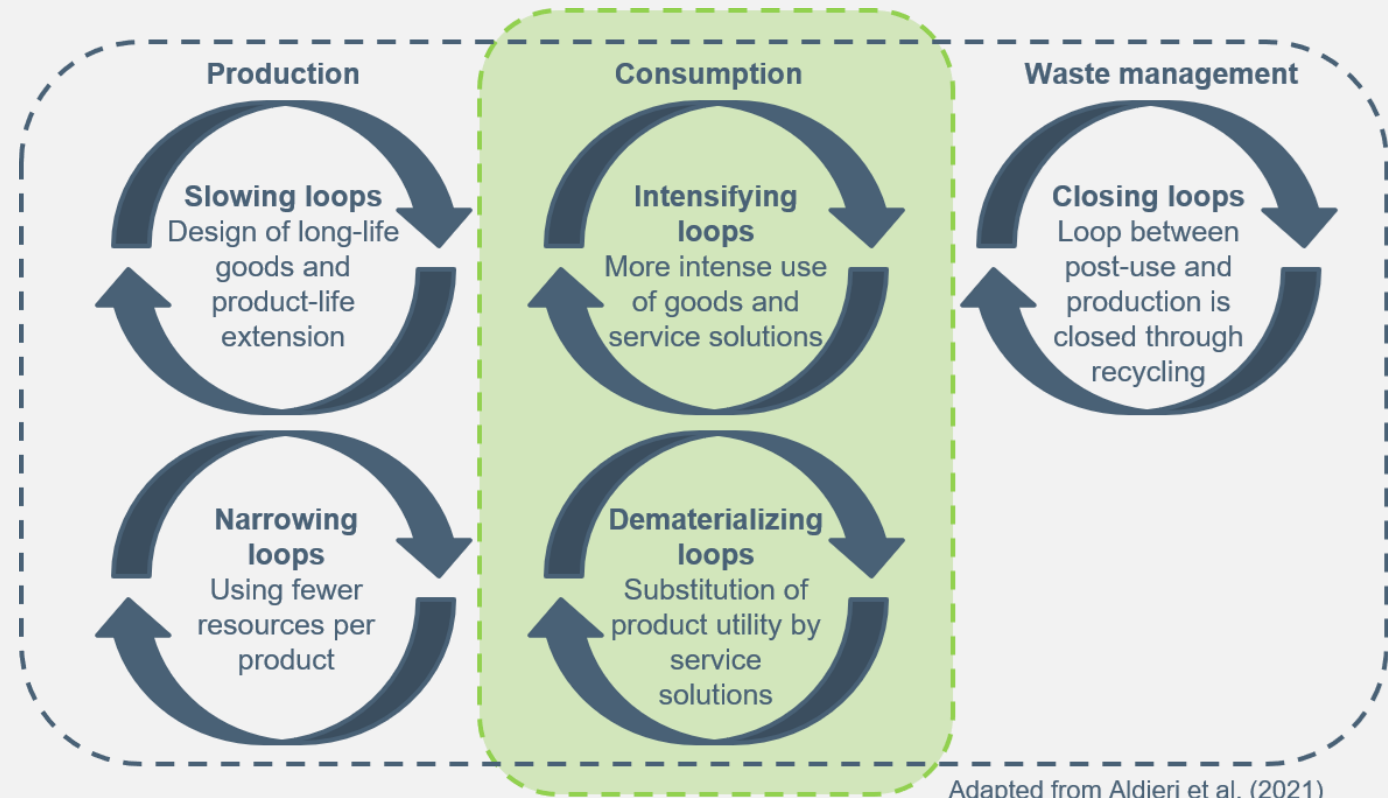 Production
Slowing loops
Design of long-life
goods and
product-life
extension
Narrowing
loops
Using fewer
resources per
product
Consumption
Intensifying
loops
More intense use
of goods and
service solutions
Dematerializing
loops
Substitution of
product utility by
service
solutions
Waste management
Closing loops
Loop between
post-use and
production is
closed through
recycling
Adapted from Aldieri et al. (2021)